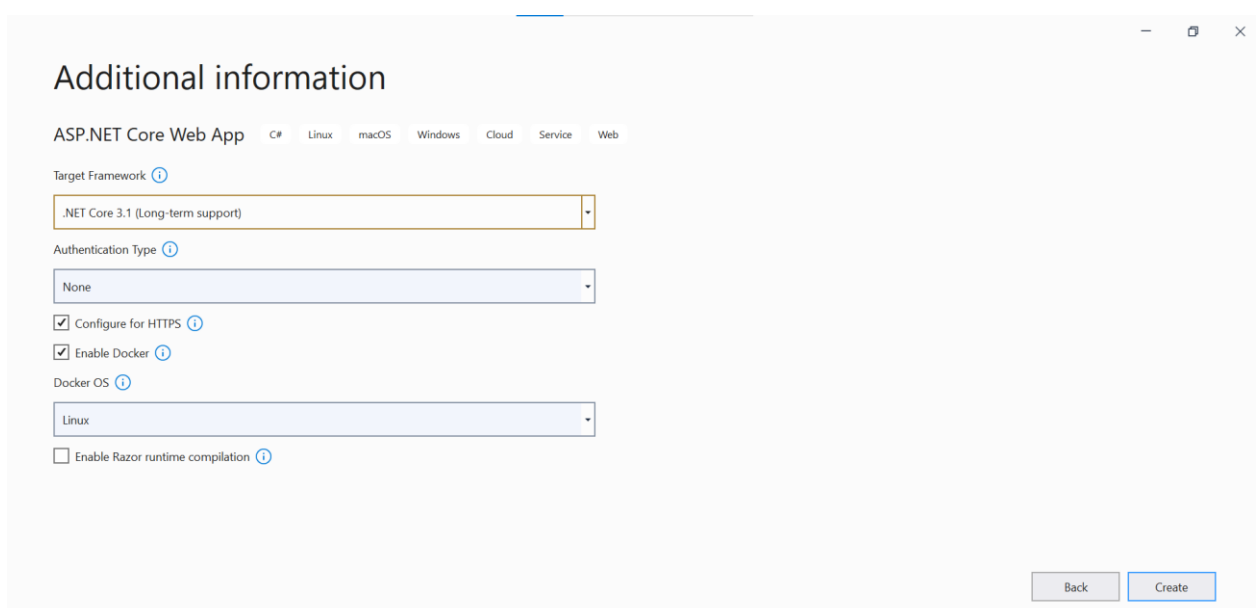 Additional information
ASP.NET Core Web App C# Linux macOS Windows Cloud Service Web
Target Framework
.NET Core 3.1 (Long-term support)
Authentication Type
None
Configure for HTTPS
Enable Docker
Docker OS
Linux
Enable Razor runtime compilation
Back Create